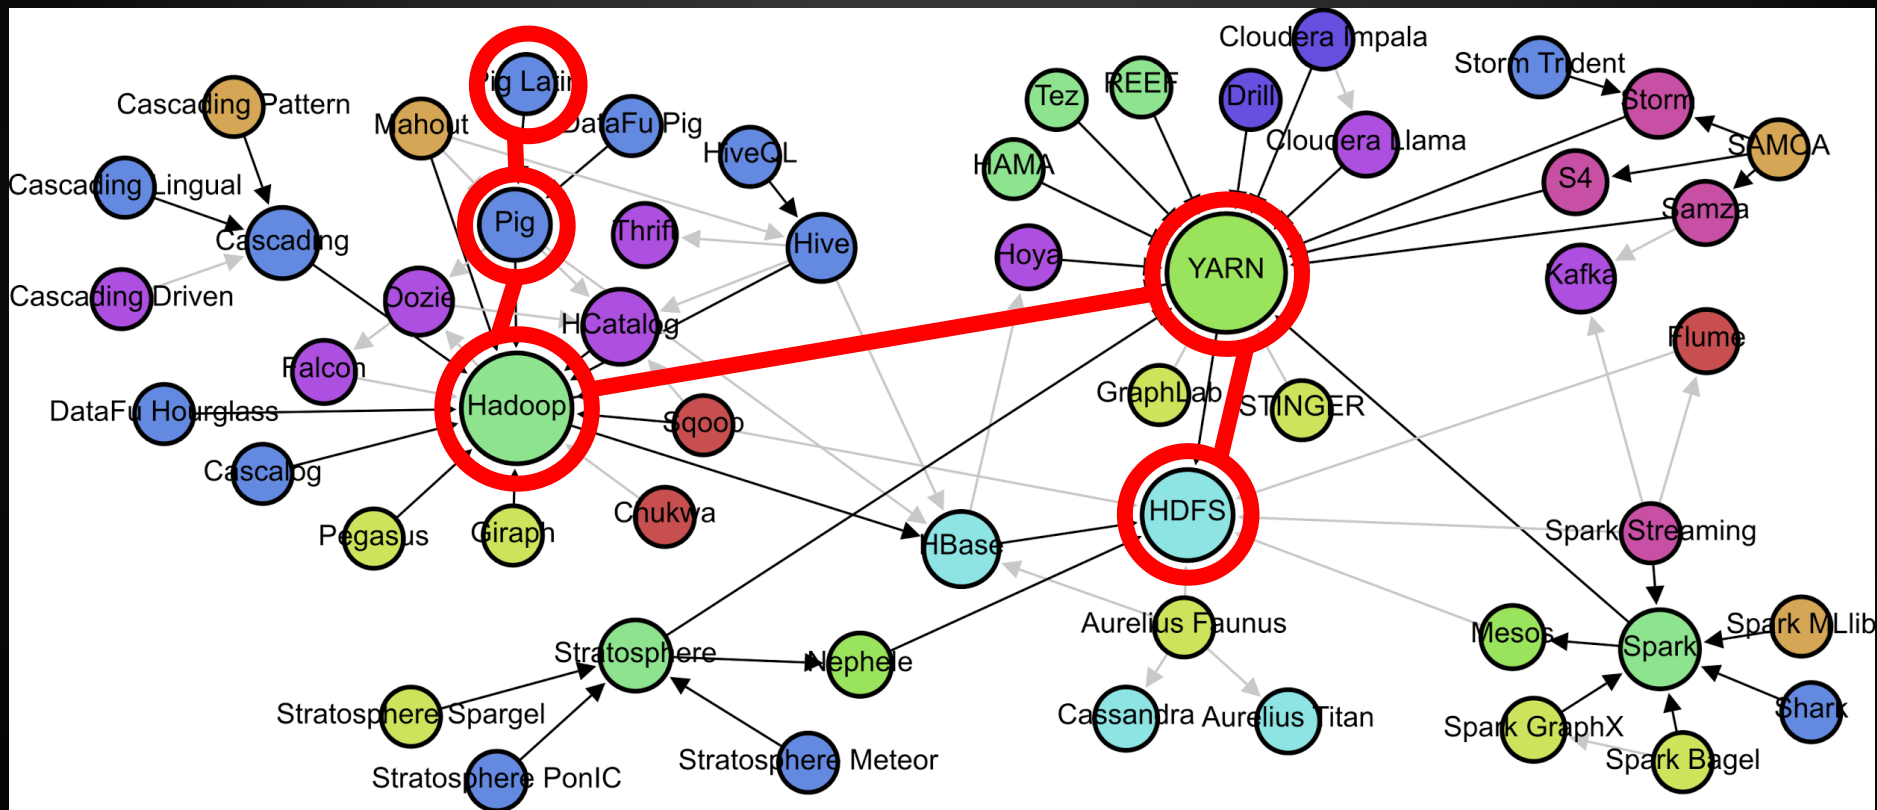 Cloudera Impala
Storm Trident
Pig Latin
Tez
REEF
Drill
Storm
Cascading Pattern
Mahout
DataFu Pig
HiveQL
Cloudera Llama
SAMOA
HAMA
S4
Cascading Lingual
Samza
Pig
Thrift
Hive
Cascading
Hoya
YARN
Kafka
Cascading Driven
Oozie
HCatalog
Flume
Falcon
GraphLab
STINGER
DataFu Hourglass
Hadoop
Sqoop
Cascalog
Pegasus
Giraph
Chukwa
HBase
HDFS
Spark Streaming
Aurelius Faunus
Mesos
Spark
Spark MLlib
Stratosphere
Nephele
Stratosphere Spargel
Cassandra
Aurelius Titan
Spark GraphX
Shark
Stratosphere PonIC
Stratosphere Meteor
Spark Bagel